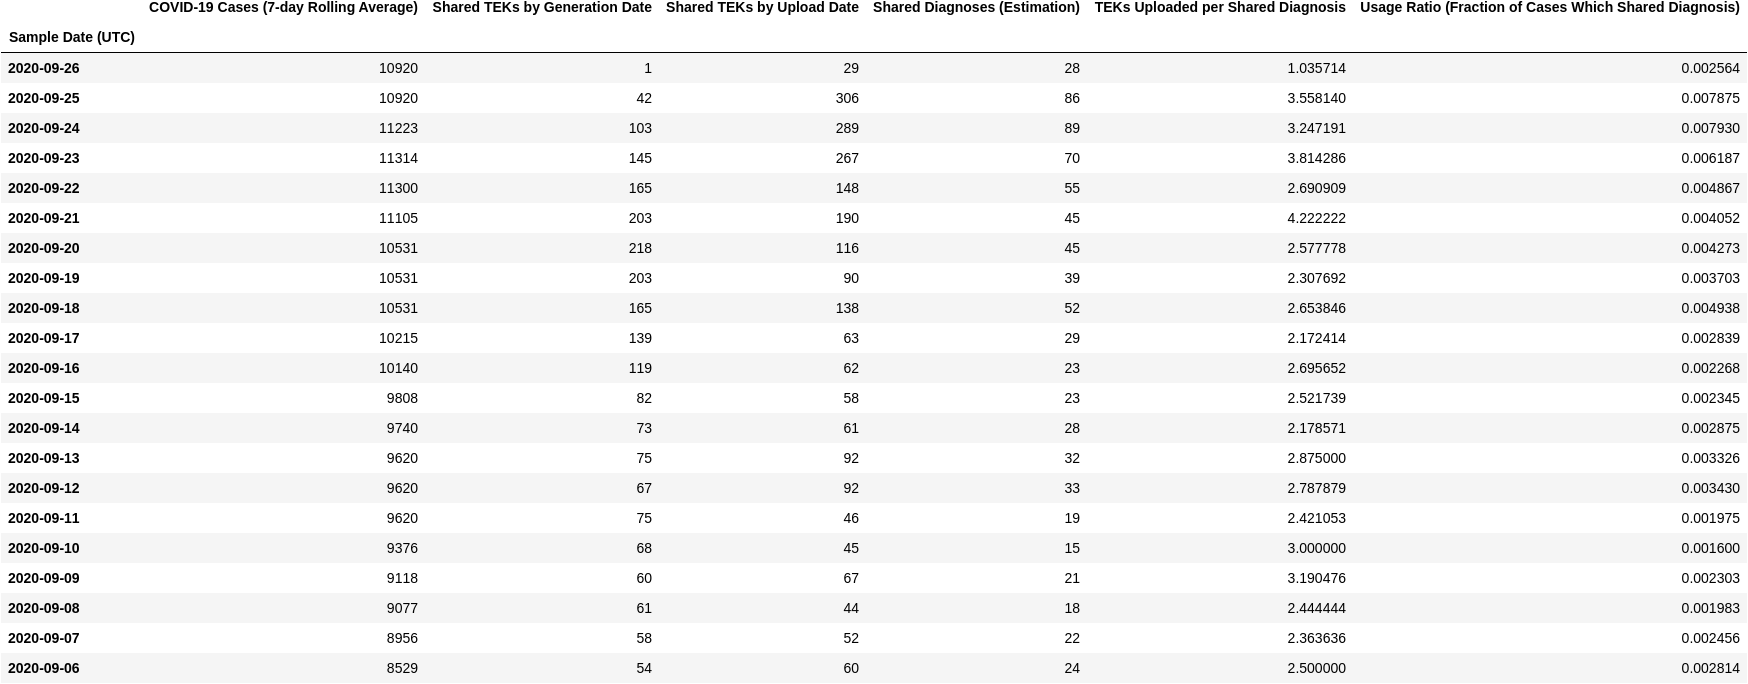 COVID-19 Cases (7-day Rolling Average) Shared TEKs by Generation Date Shared TEKs by Upload Date Shared Diagnoses (Estimation) TEKs Uploaded per Shared Diagnosis Usage Ratio (Fraction of Cases Which Shared Diagnosis)
Sample Date (UTC)
2020-09-26 10920 1 29 28 1.035714 0.002564
2020-09-25 10920 42 306 86 3.558140 0.007875
2020-09-24 11223 103 289 89 3.247191 0.007930
2020-09-23 11314 145 267 70 3.814286 0.006187
2020-09-22 11300 165 148 55 2.690909 0.004867
2020-09-21 11105 203 190 45 4.222222 0.004052
2020-09-20 10531 218 116 45 2.577778 0.004273
2020-09-19 10531 203 90 39 2.307692 0.003703
2020-09-18 10531 165 138 52 2.653846 0.004938
2020-09-17 10215 139 63 29 2.172414 0.002839
2020-09-16 10140 119 62 23 2.695652 0.002268
2020-09-15 9808 82 58 23 2.521739 0.002345
2020-09-14 9740 73 61 28 2.178571 0.002875
2020-09-13 9620 75 92 32 2.875000 0.003326
2020-09-12 9620 67 92 33 2.787879 0.003430
2020-09-11 9620 75 46 19 2.421053 0.001975
2020-09-10 9376 68 45 15 3.000000 0.001600
2020-09-09 9118 60 67 21 3.190476 0.002303
2020-09-08 9077 61 44 18 2.444444 0.001983
2020-09-07 8956 58 52 22 2.363636 0.002456
2020-09-06 8529 54 60 24 2.500000 0.002814